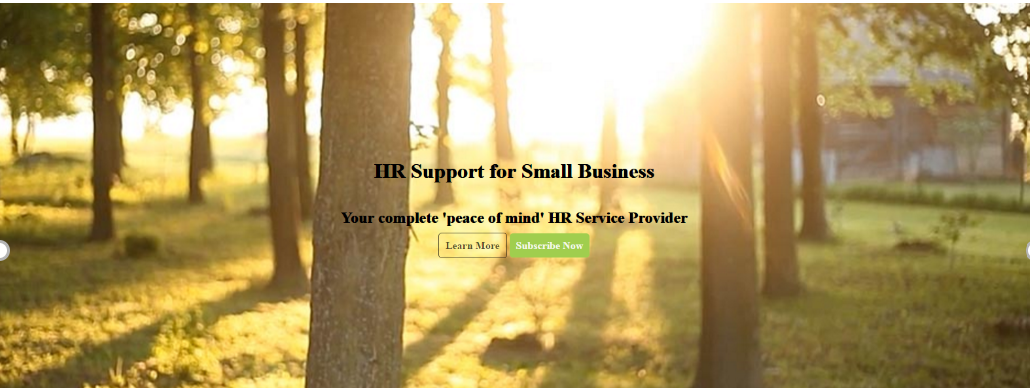 HR Support for Small Business
Your complete 'peace of mind' HR Service Provider
Learn More Subscribe Now